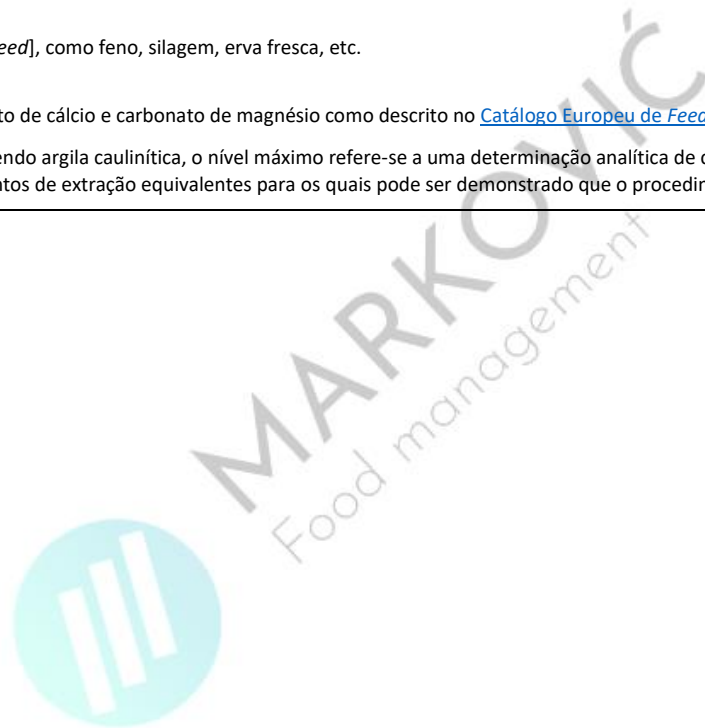 eed], como feno, silagem, erva fresca, etc.
to de cálcio e carbonato de magnésio como descrito no Catálogo Europeu de Feed
endo argila caulinítica, o nível máximo refere-se a uma determinação analítica de
ntos de extração equivalentes para os quais pode ser demonstrado que o
MARKOVIĆ
Food management